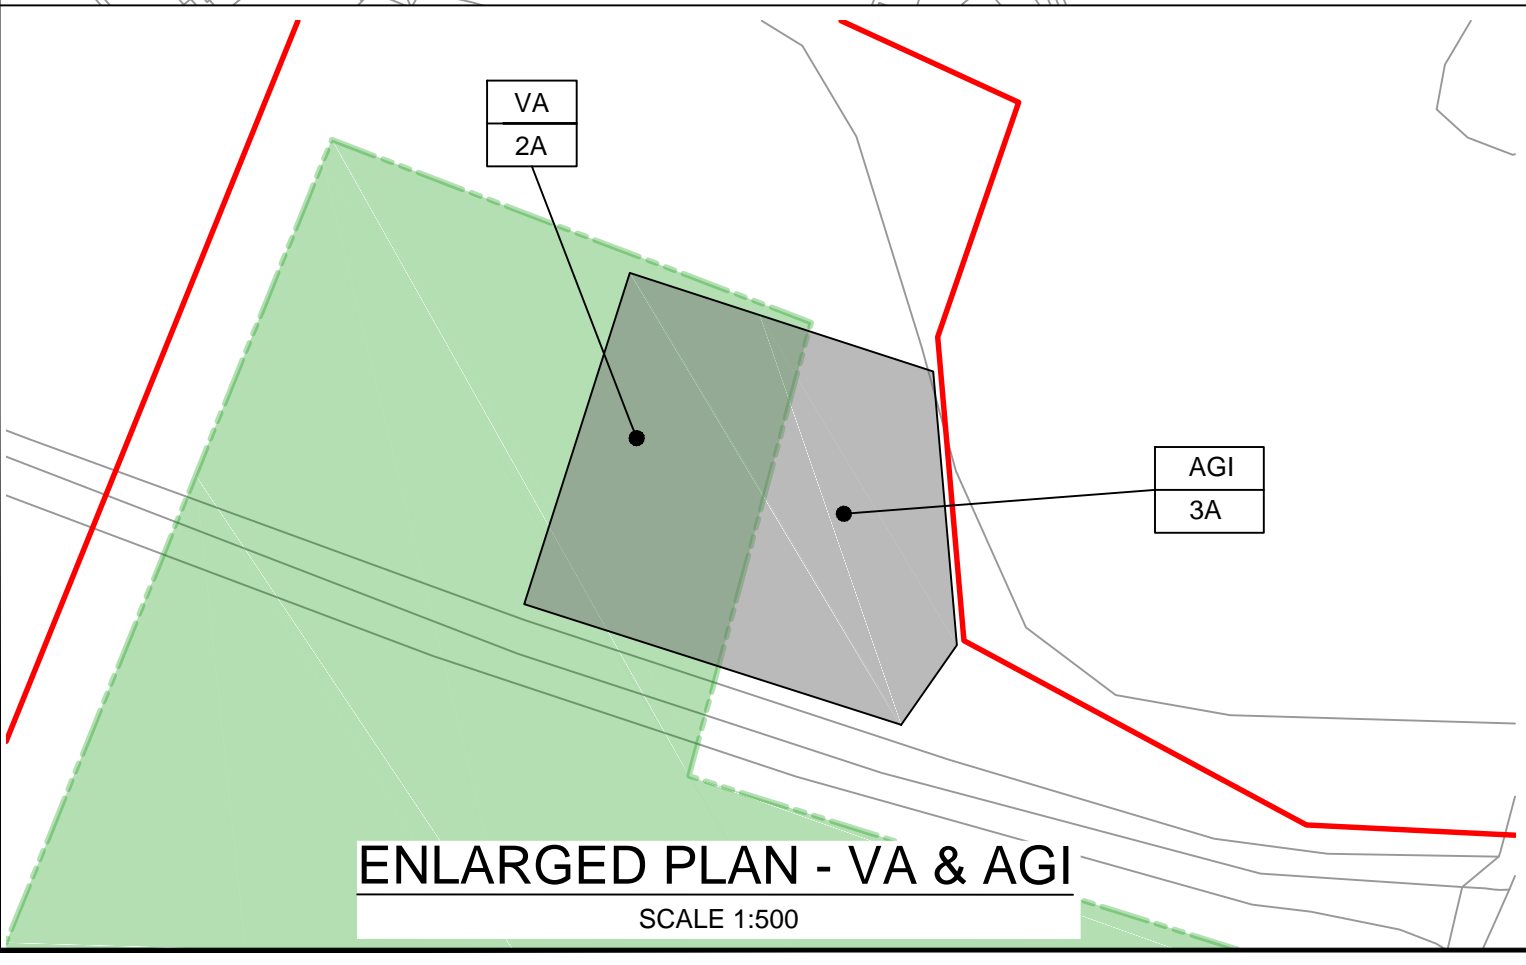 VA
2A
AGI
3A
ENLARGED PLAN - VA & AGI
SCALE 1:500